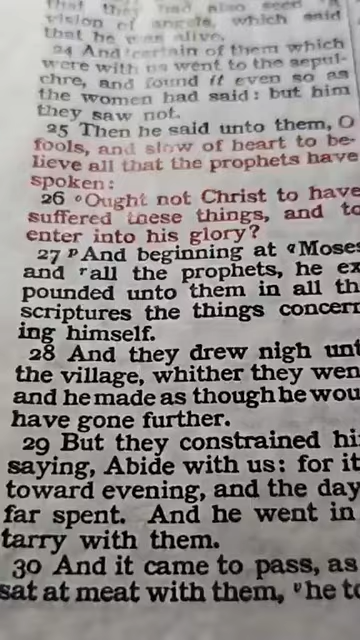 that they had also seen a
vision of angels, which said
that he was alive.
24 And certain of them which
were with us went to the sepul-
chre, and found it even so as
the women had said: but him
they saw not.
25 Then he said unto them, O
fools, and slow of heart to be-
lieve all that the prophets have
spoken:
26 ᵒOught not Christ to have
suffered these things, and to
enter into his glory?
27 ᵖAnd beginning at ᑫMoses
and ʳall the prophets, he ex
pounded unto them in all th
scriptures the things concern
ing himself.
28 And they drew nigh unt
the village, whither they wen
and he made as though he wou
have gone further.
29 But they constrained hi
saying, Abide with us: for it
toward evening, and the day
far spent. And he went in
tarry with them.
30 And it came to pass, as
sat at meat with them, ᵘhe to